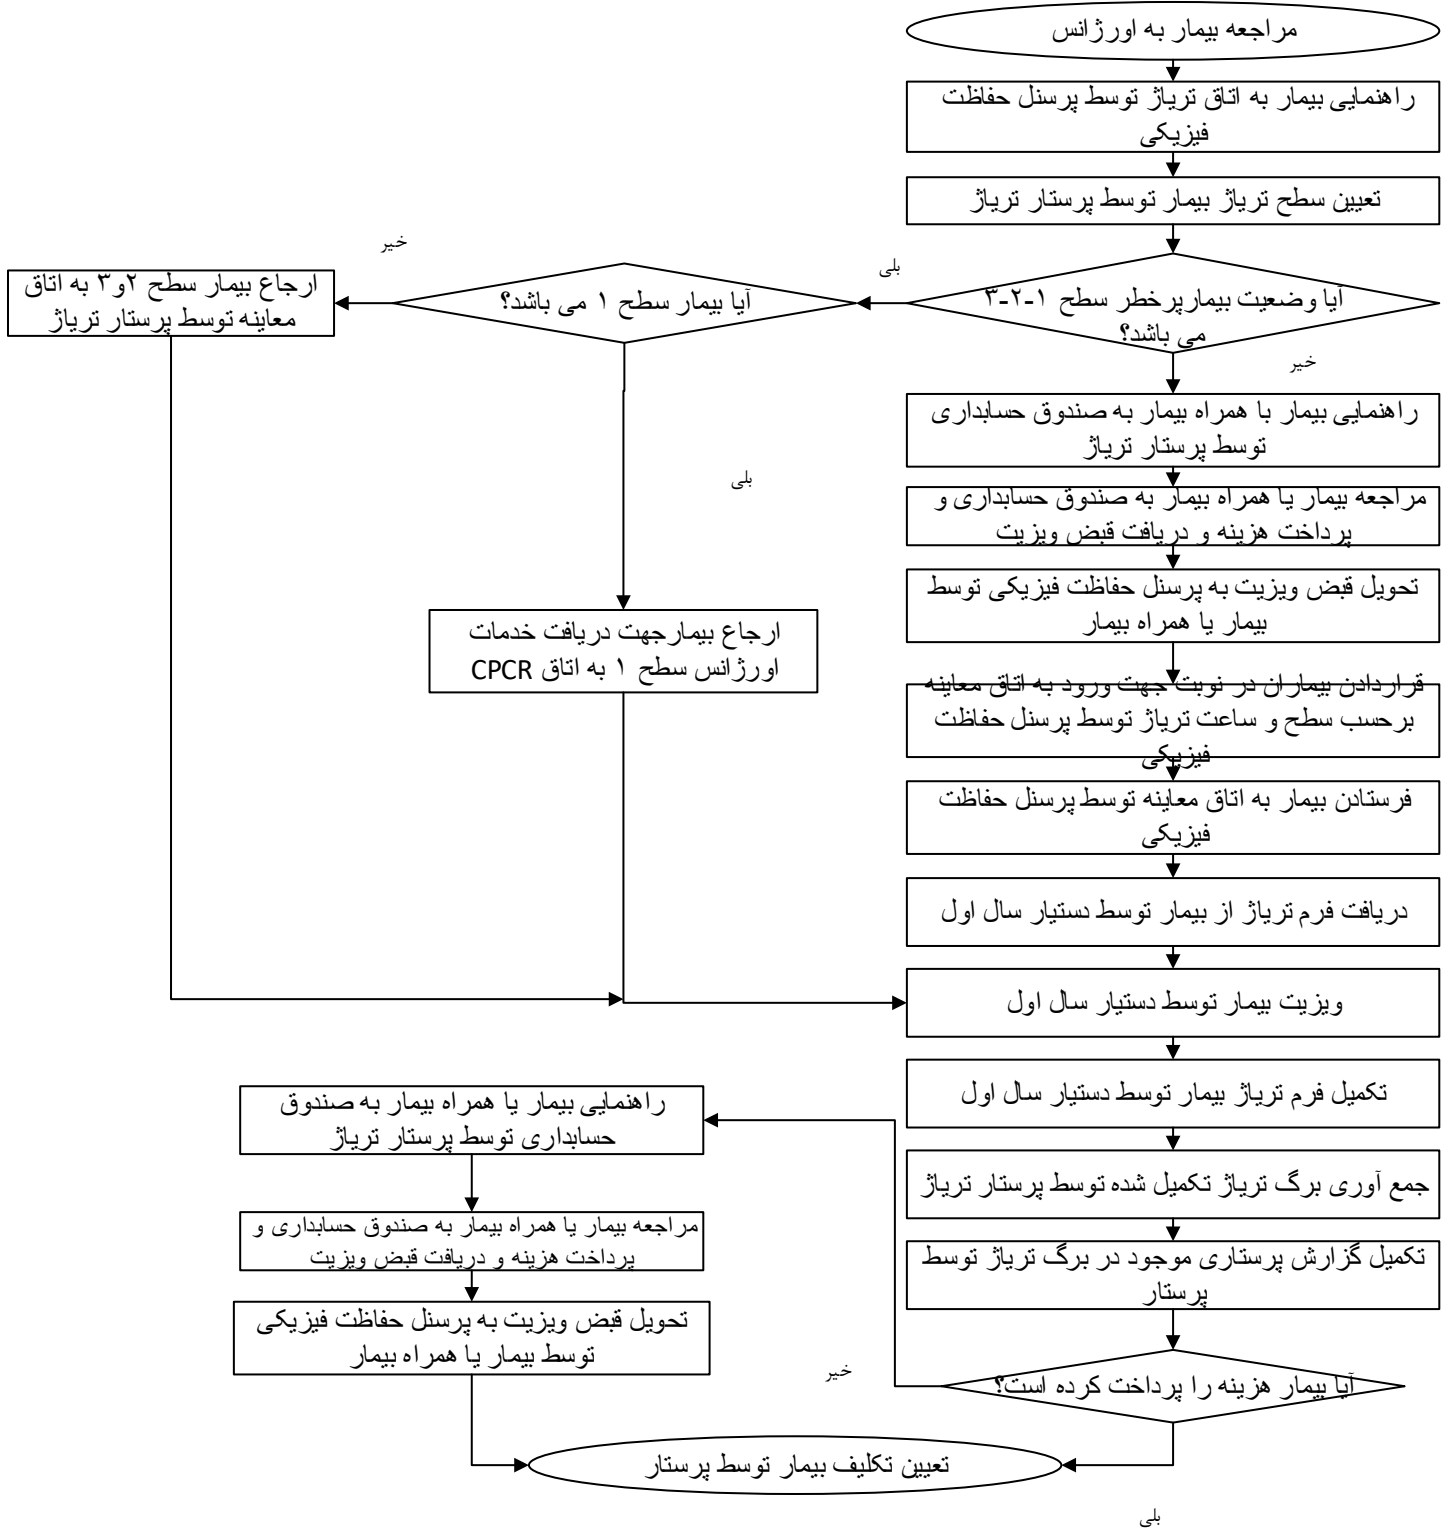 مراجعه بیمار به اورژانس
راهنمایی بیمار به اتاق تریاژ توسط پرسنل حفاظت
فیزیکی
تعیین سطح تریاژ بیمار توسط پرستار تریاژ
آیا وضعیت بیمارپرخطر سطح ۱-۲-۳
می باشد؟
بلی
خیر
آیا بیمار سطح ۱ می باشد؟
خیر
بلی
ارجاع بیمار سطح ۲و۳ به اتاق
معاینه توسط پرستار تریاژ
ارجاع بیمارجهت دریافت خدمات
اورژانس سطح ۱ به اتاق CPCR
راهنمایی بیمار با همراه بیمار به صندوق حسابداری
توسط پرستار تریاژ
مراجعه بیمار یا همراه بیمار به صندوق حسابداری و
پرداخت هزینه و دریافت قبض ویزیت
تحویل قبض ویزیت به پرسنل حفاظت فیزیکی توسط
بیمار یا همراه بیمار
قراردادن بیماران در نوبت جهت ورود به اتاق معاینه
برحسب سطح و ساعت تریاژ توسط پرسنل حفاظت
فیزیکی
فرستادن بیمار به اتاق معاینه توسط پرسنل حفاظت
فیزیکی
دریافت فرم تریاژ از بیمار توسط دستیار سال اول
ویزیت بیمار توسط دستیار سال اول
تکمیل فرم تریاژ بیمار توسط دستیار سال اول
جمع آوری برگ تریاژ تکمیل شده توسط پرستار تریاژ
تکمیل گزارش پرستاری موجود در برگ تریاژ توسط
پرستار
آیا بیمار هزینه را پرداخت کرده است؟
خیر
راهنمایی بیمار یا همراه بیمار به صندوق
حسابداری توسط پرستار تریاژ
مراجعه بیمار یا همراه بیمار به صندوق حسابداری و
پرداخت هزینه و دریافت قبض ویزیت
تحویل قبض ویزیت به پرسنل حفاظت فیزیکی
توسط بیمار یا همراه بیمار
تعیین تکلیف بیمار توسط پرستار
بلی